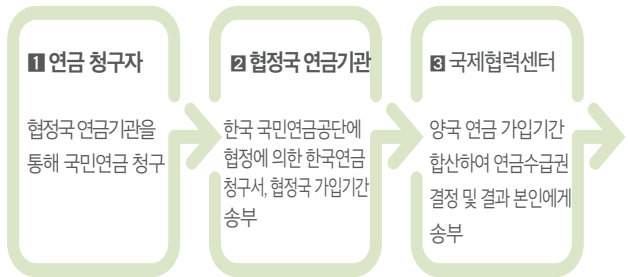 1 연금 청구자
협정국 연금기관을
통해 국민연금 청구
2 협정국 연금기관
한국 국민연금공단에
협정에 의한 한국연금
청구서, 협정국 가입기간
송부
3 국제협력센터
양국 연금 가입기간
합산하여 연금수급권
결정 및 결과 본인에게
송부